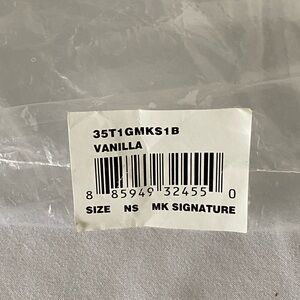 35T1GMKS1B
VANILLA
8 85949 32455 0
SIZE NS MK SIGNATURE